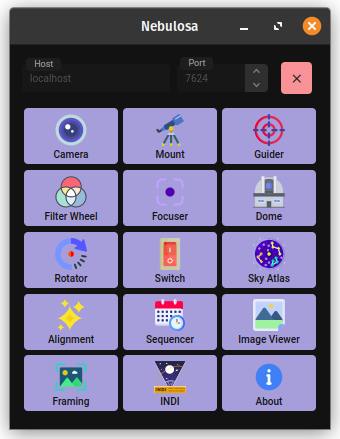 Nebulosa
Host
Port
localhost
7624
Camera
Mount
Guider
Filter Wheel
Focuser
Dome
Rotator
Switch
Sky Atlas
Alignment
Sequencer
Image Viewer
Framing
INDI
About